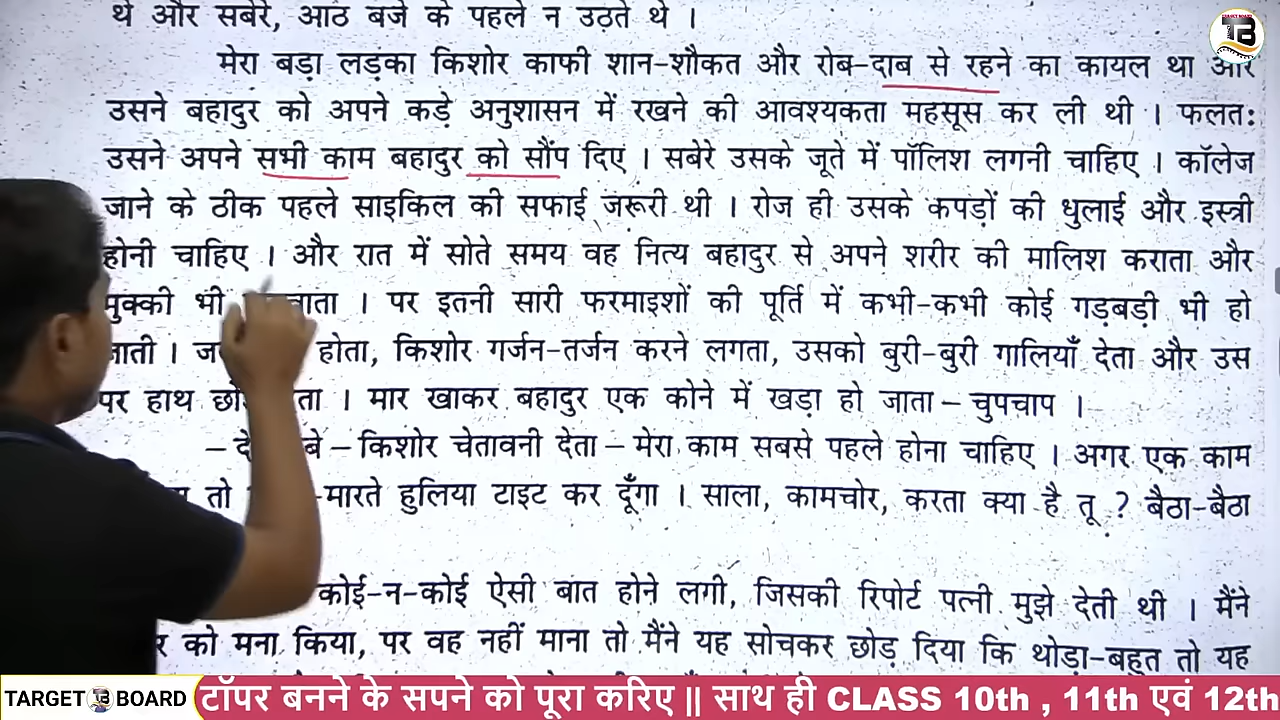 थे और सबेरे, आठ बजे के पहले न उठते थे ।
मेरा बड़ा लड़का किशोर काफी शान-शौकत और रोब-दाब से रहने का कायल था और
उसने बहादुर को अपने कड़े अनुशासन में रखने की आवश्यकता महसूस कर ली थी । फलत:
उसने अपने सभी काम बहादुर को सौंप दिए । सबेरे उसके जूते में पॉलिश लगनी चाहिए । कॉलेज
जाने के ठीक पहले साइकिल की सफाई जरूरी थी । रोज ही उसके कपड़ों की धुलाई और इस्त्री
होनी चाहिए । और रात में सोते समय वह नित्य बहादुर से अपने शरीर की मालिश कराता और
मुक्की भी । पर इतनी सारी फरमाइशों की पूर्ति में कभी-कभी कोई गड़बड़ी भी हो
जाती । होता, किशोर गर्जन-तर्जन करने लगता, उसको बुरी-बुरी गालियाँ देता और उस
पर हाथ । मार खाकर बहादुर एक कोने में खड़ा हो जाता – चुपचाप ।
– बे – किशोर चेतावनी देता – मेरा काम सबसे पहले होना चाहिए । अगर एक काम
तो -मारते हुलिया टाइट कर दूँगा । साला, कामचोर, करता क्या है तू ? बैठा-बैठा
कोई-न-कोई ऐसी बात होने लगी, जिसकी रिपोर्ट पत्नी मुझे देती थी । मैंने
को मना किया, पर वह नहीं माना तो मैंने यह सोचकर छोड़ दिया कि थोड़ा-बहुत तो यह
TARGET TB BOARD टॉपर बनने के सपने को पूरा करिए || साथ ही CLASS 10th , 11th एवं 12th